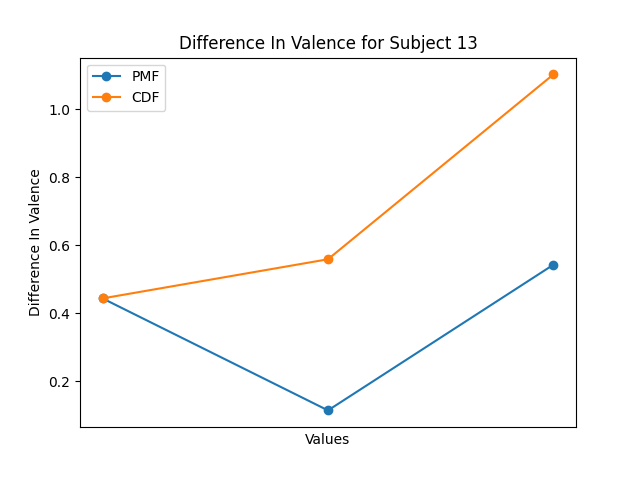 Difference In Valence for Subject 13
PMF
CDF
1.0
0.8
0.6
0.4
0.2
Difference In Valence
Values